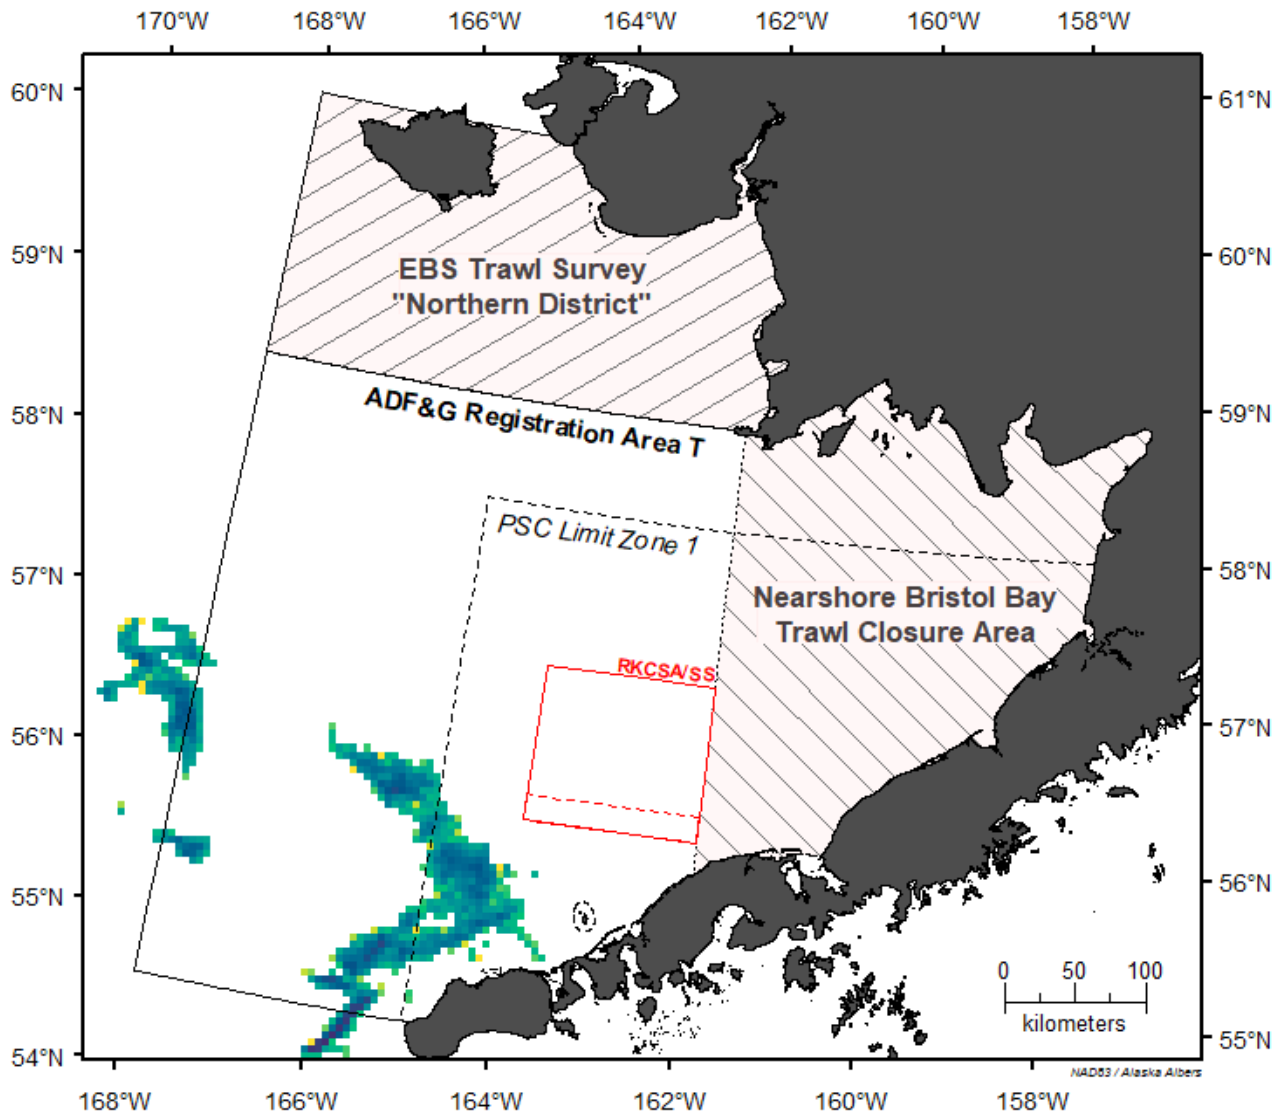 170°W 168°W 166°W 164°W 162°W 160°W 158°W
60°N
61°N
59°N
60°N
EBS Trawl Survey
"Northern District"
58°N
59°N
ADF&G Registration Area T
PSC Limit Zone 1
57°N
58°N
Nearshore Bristol Bay
Trawl Closure Area
RKCSA/SS
56°N
57°N
55°N
56°N
0 50 100
kilometers
54°N
55°N
NAD83 / Alaska Albers
168°W 166°W 164°W 162°W 160°W 158°W